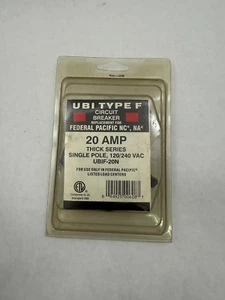 UBI TYPE F
CIRCUIT
BREAKER
REPLACEMENT FOR
FEDERAL PACIFIC NC*, NA*
20 AMP
THICK SERIES
SINGLE POLE, 120/240 VAC
UBIF-20N
FOR USE ONLY IN FEDERAL PACIFIC*
LISTED LOAD CENTERS
ETL